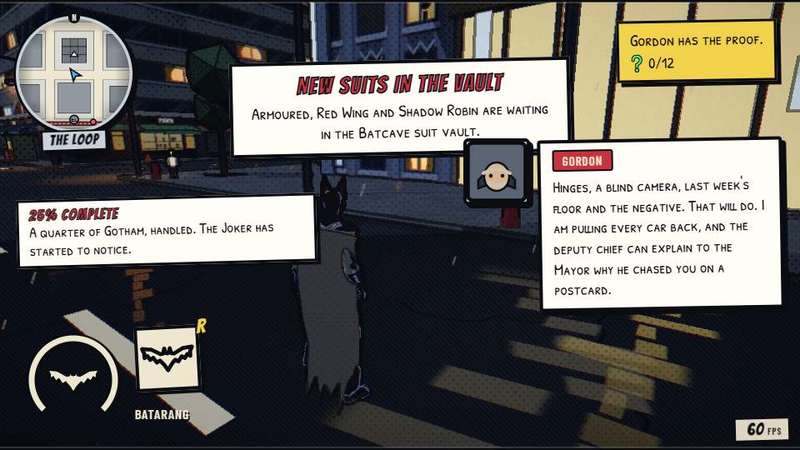 N
THE LOOP
NEW SUITS IN THE VAULT
ARMOURED, RED WING AND SHADOW ROBIN ARE WAITING
IN THE BATCAVE SUIT VAULT.
GORDON HAS THE PROOF.
? 0/12
GORDON
HINGES, A BLIND CAMERA, LAST WEEK'S
FLOOR AND THE NEGATIVE. THAT WILL DO. I
AM PULLING EVERY CAR BACK, AND THE
DEPUTY CHIEF CAN EXPLAIN TO THE
MAYOR WHY HE CHASED YOU ON A
POSTCARD.
25% COMPLETE
A QUARTER OF GOTHAM, HANDLED. THE JOKER HAS
STARTED TO NOTICE.
R
BATARANG
60 FPS